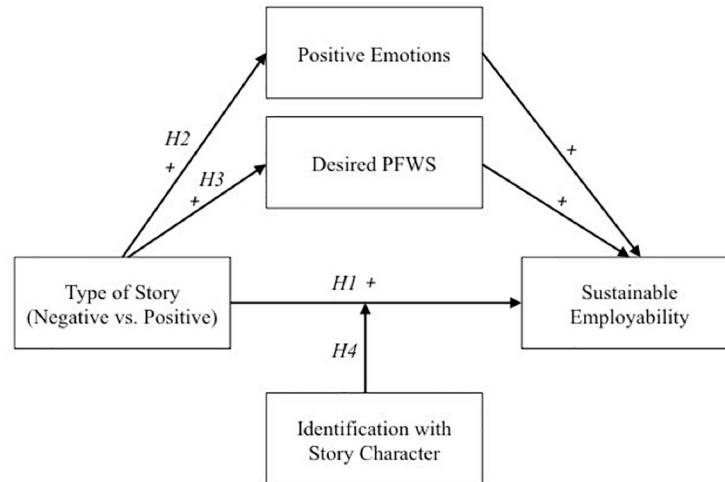 Positive Emotions
H2
+
Desired PFWS
H3
+
+
+
Type of Story
(Negative vs. Positive)
H1 +
Sustainable
Employability
H4
Identification with
Story Character